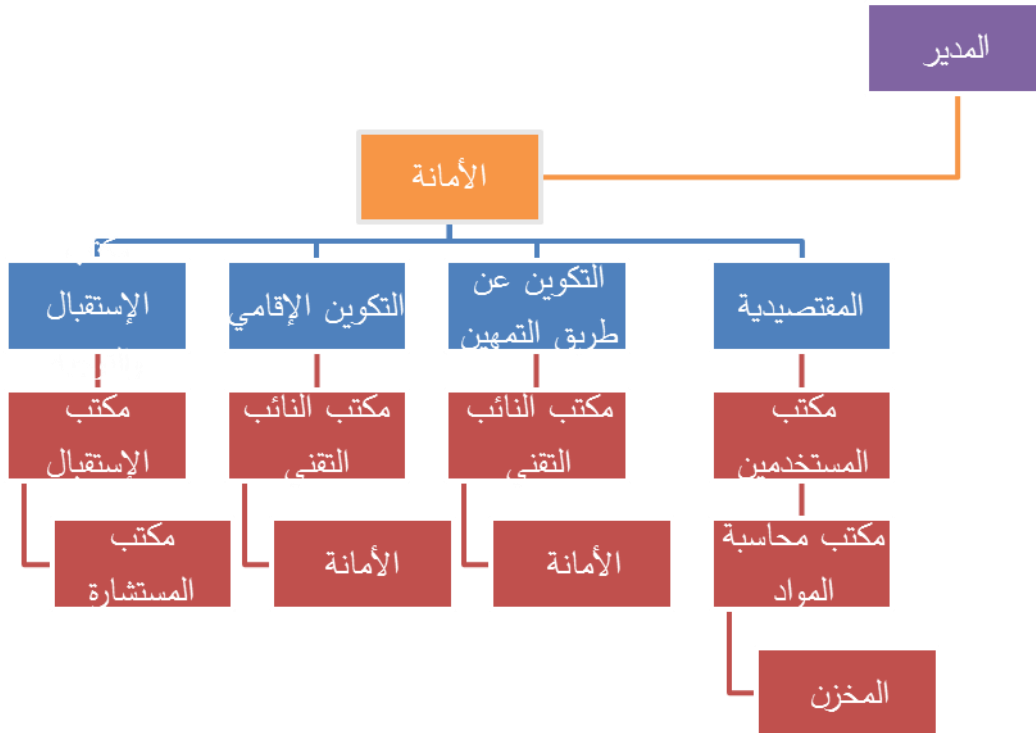 المدير
الأمانة
المقتصيدية
التكوين عن
طريق التمهين
التكوين الإقامي
الإستقبال
مكتب
المستخدمين
مكتب النائب
التقني
مكتب النائب
التقني
مكتب
الإستقبال
مكتب محاسبة
المواد
الأمانة
الأمانة
مكتب
المستشارة
المخزن